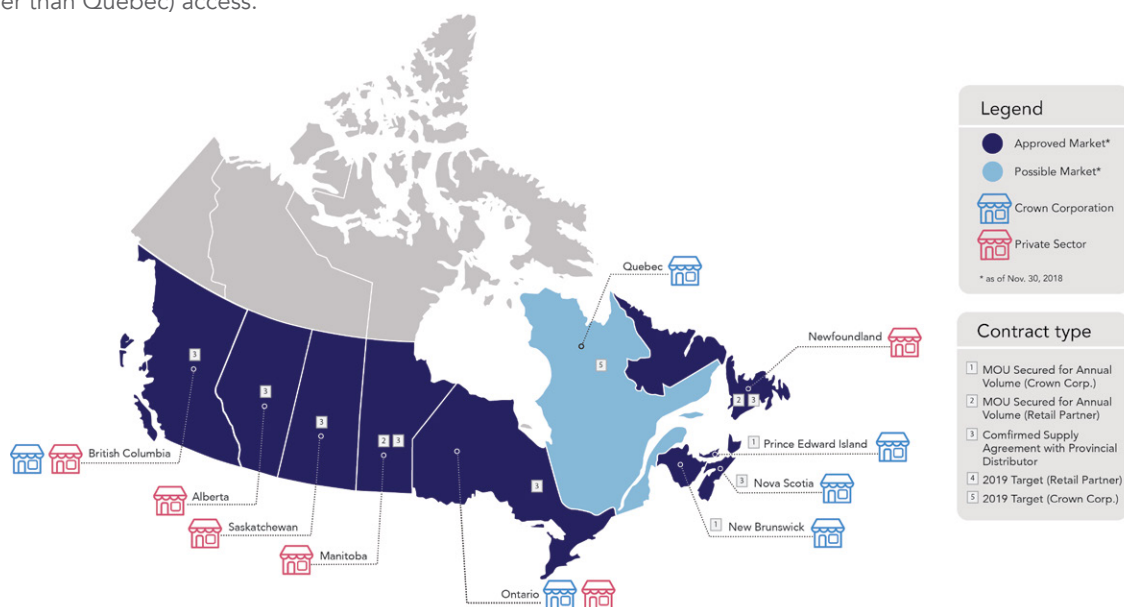 er than Quebec) access.
Legend
Approved Market*
Possible Market*
Crown Corporation
Private Sector
* as of Nov. 30, 2018
Contract type
1 MOU Secured for Annual
Volume (Crown Corp.)
2 MOU Secured for Annual
Volume (Retail Partner)
3 Comfirmed Supply
Agreement with Provincial
Distributor
4 2019 Target (Retail Partner)
5 2019 Target (Crown Corp.)
Quebec
5
Newfoundland
2 3
1 Prince Edward Island
3 Nova Scotia
1 New Brunswick
3
British Columbia
3
Alberta
3
Saskatchewan
2 3
Manitoba
3
Ontario